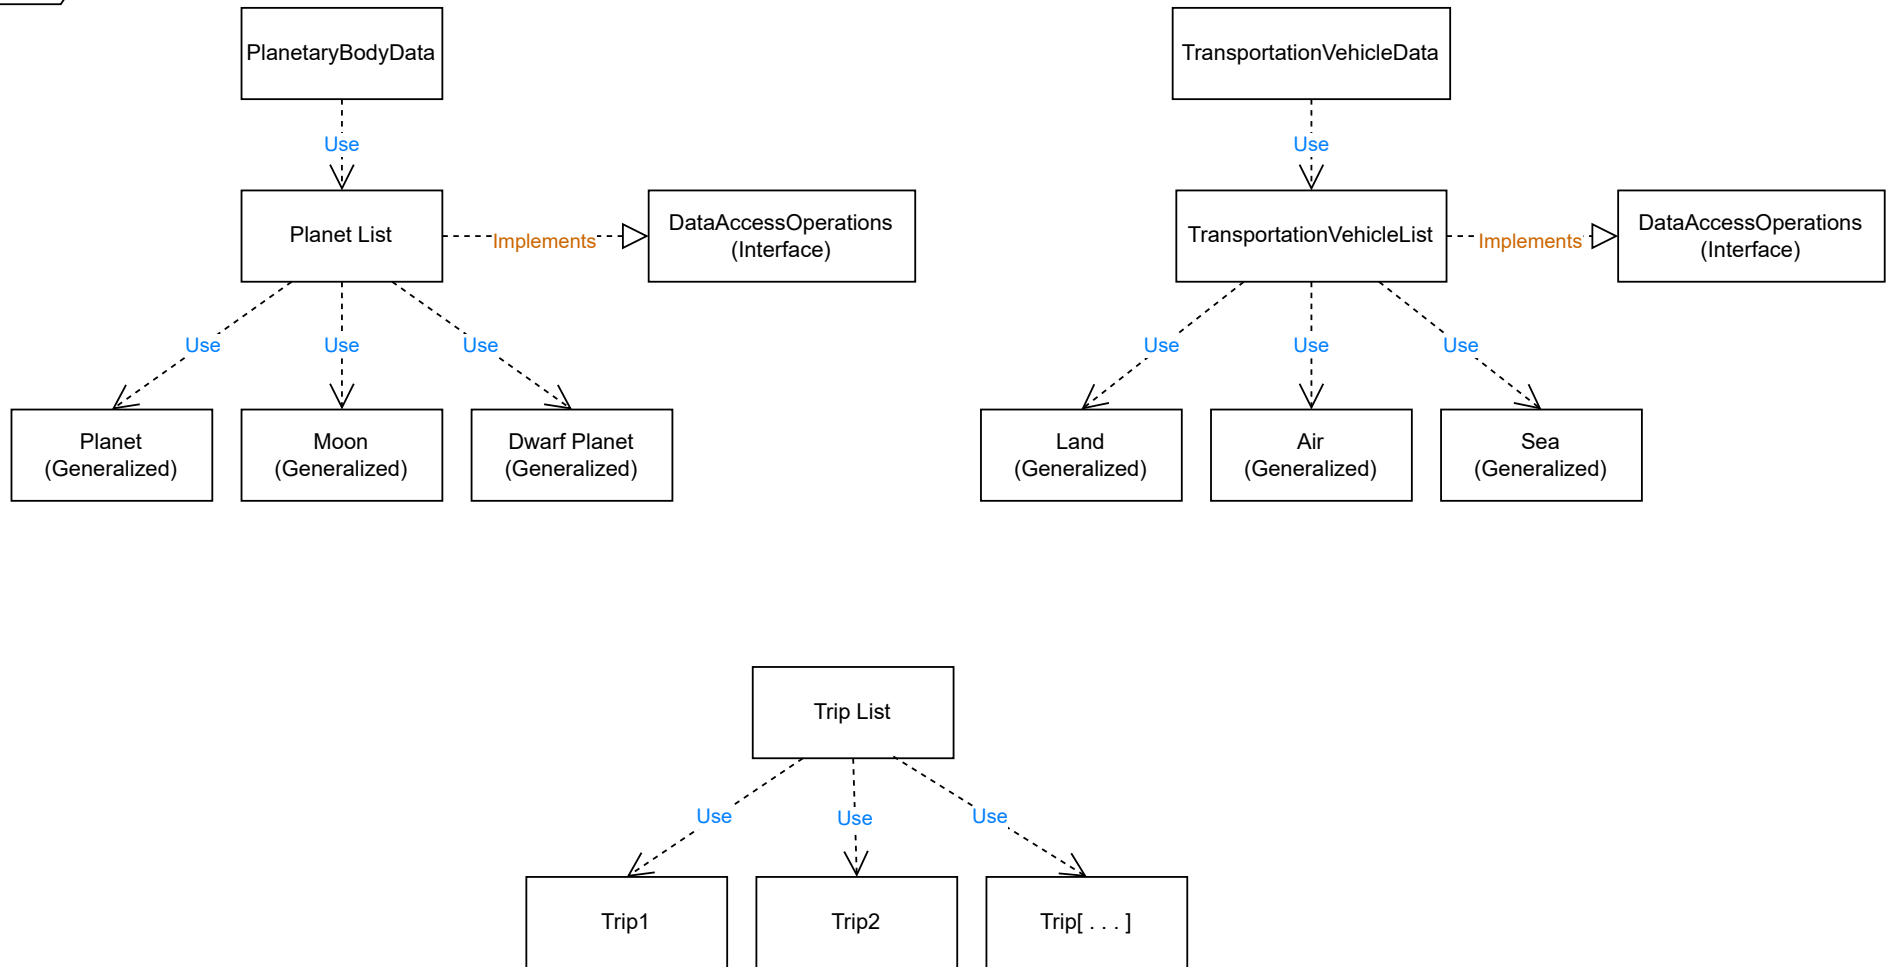 PlanetaryBodyData
TransportationVehicleData
Use
Use
Planet List
Implements
DataAccessOperations
(Interface)
TransportationVehicleList
Implements
DataAccessOperations
(Interface)
Use
Use
Use
Use
Use
Use
Planet
(Generalized)
Moon
(Generalized)
Dwarf Planet
(Generalized)
Land
(Generalized)
Air
(Generalized)
Sea
(Generalized)
Trip List
Use
Use
Use
Trip1
Trip2
Trip[ . . . ]